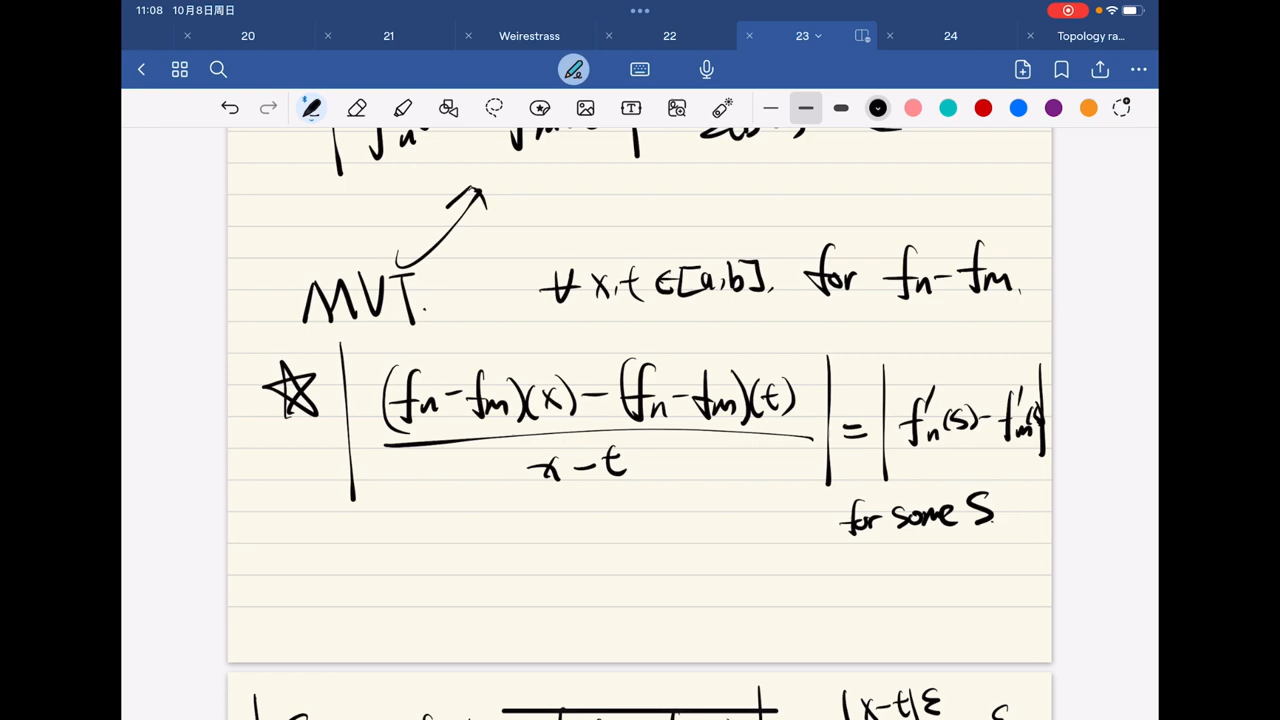 11:08 10月8日周日
20 21 Weirestrass 22 23 24 Topology ra...
MVT. ∀ x,t ∈ [a,b], for fn - fm.
| (fn - fm)(x) - (fn - fm)(t) / x - t | = | f'n(s) - f'm(s) |
for some S.
|x-t|ε